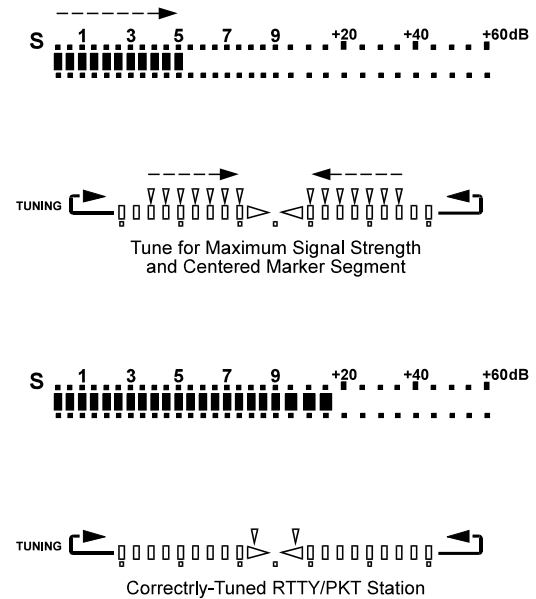 S 1 3 5 7 9 +20 +40 +60dB
TUNING
Tune for Maximum Signal Strength
and Centered Marker Segment
S 1 3 5 7 9 +20 +40 +60dB
TUNING
Correctrly-Tuned RTTY/PKT Station